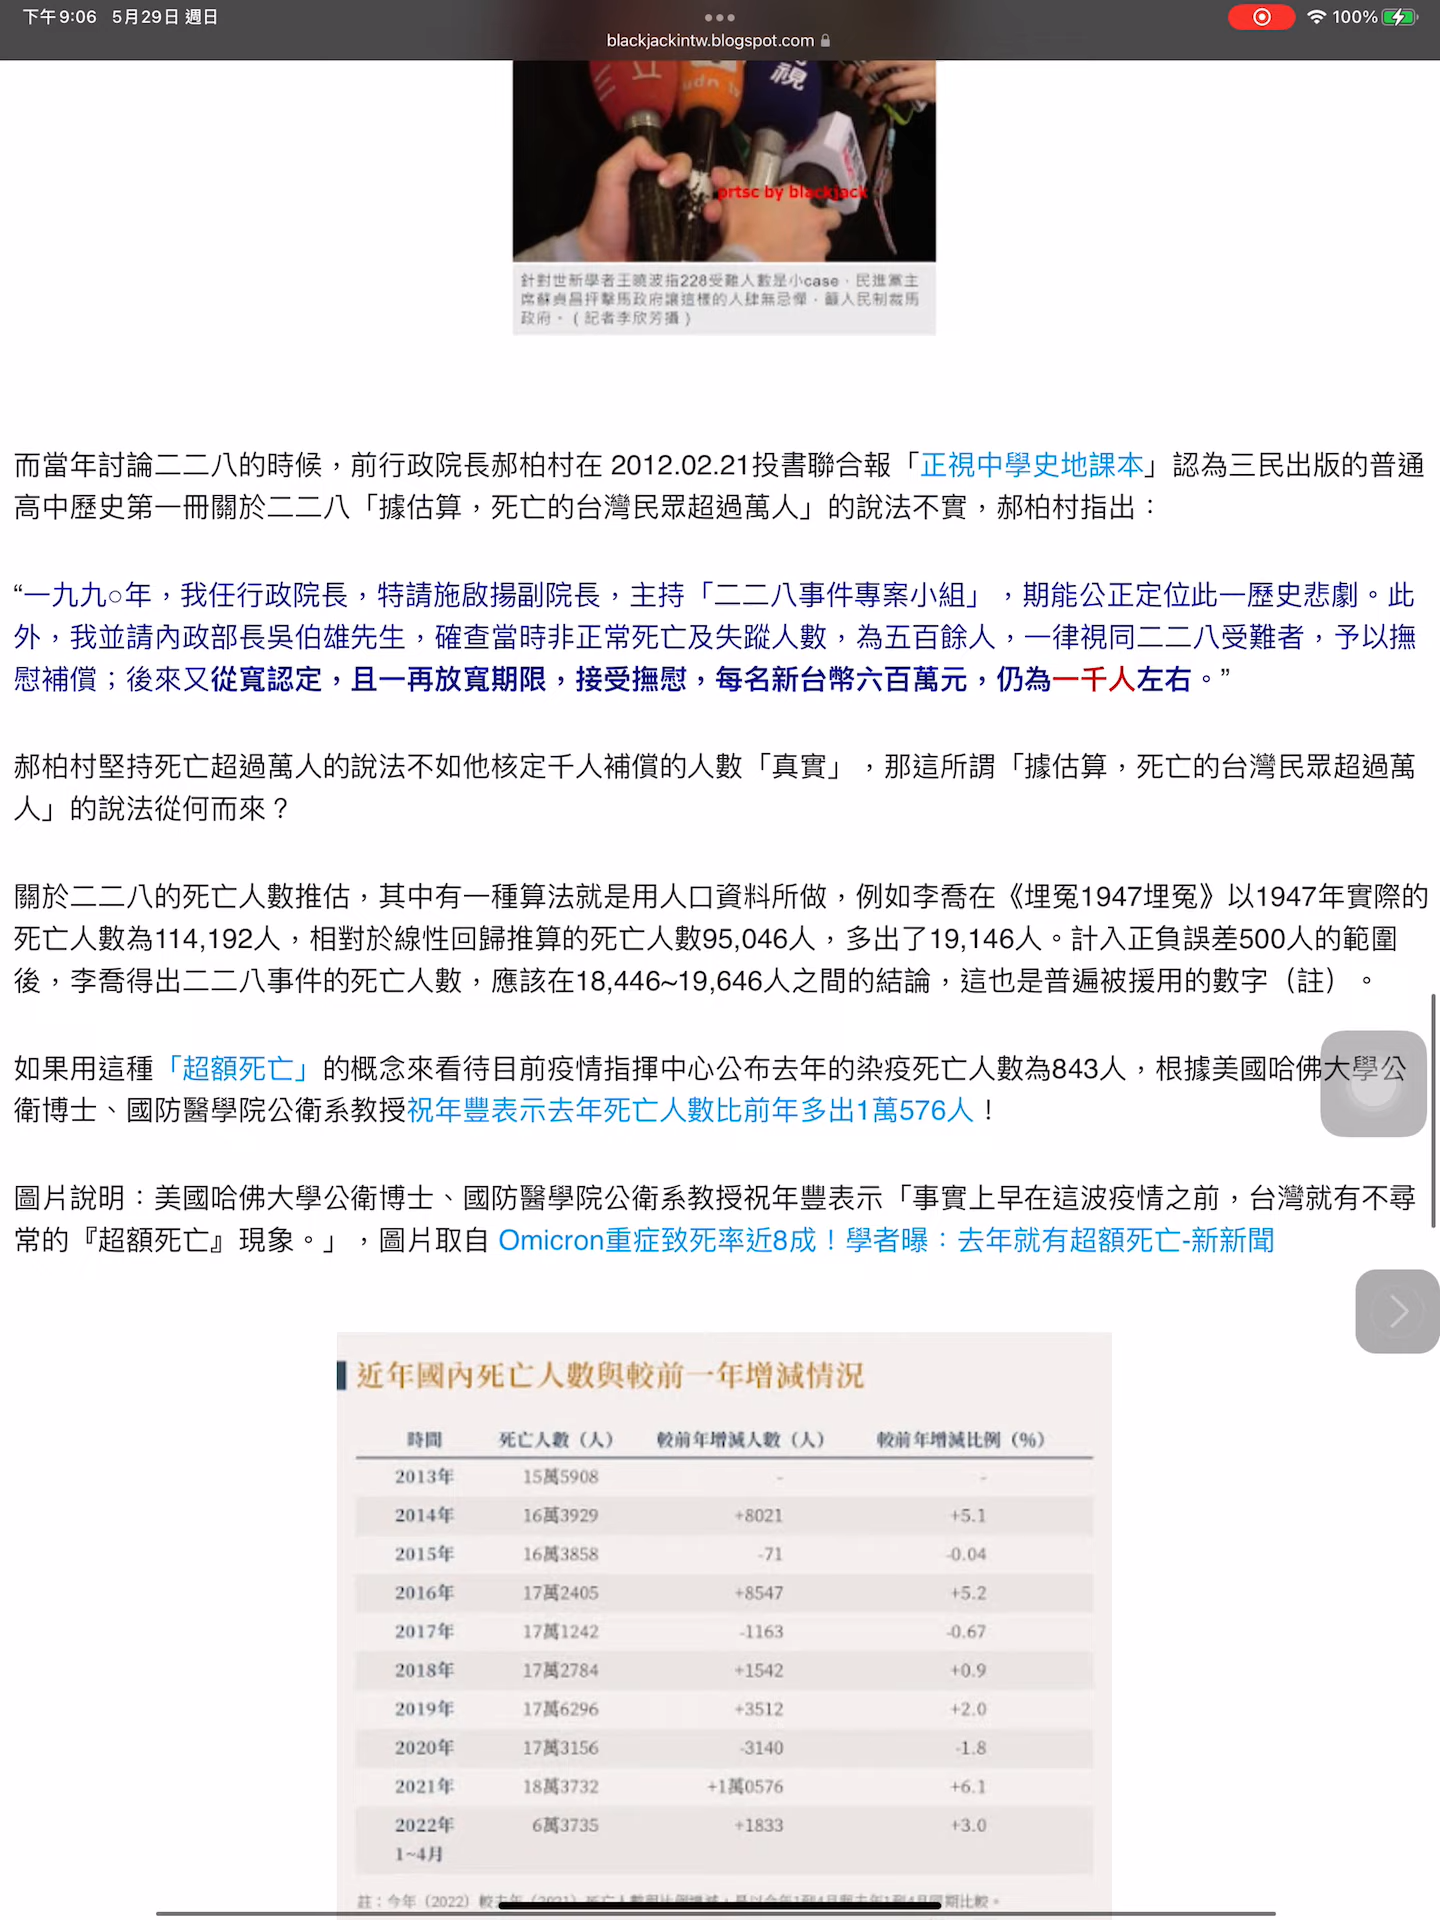 下午9:06 5月29日 週日
100%
blackjackintw.blogspot.com
三立
udn tv
視
prtsc by blackjack
針對世新學者王曉波指228受難人數是小case，民進黨主
席蘇貞昌抨擊馬政府讓這樣的人肆無忌憚，籲人民制裁馬
政府。(記者李欣芳攝)
而當年討論二二八的時候，前行政院長郝柏村在 2012.02.21投書聯合報「正視中學史地課本」認為三民出版的普通
高中歷史第一冊關於二二八「據估算，死亡的台灣民眾超過萬人」的說法不實，郝柏村指出：
“一九九○年，我任行政院長，特請施啟揚副院長，主持「二二八事件專案小組」，期能公正定位此一歷史悲劇。此
外，我並請內政部長吳伯雄先生，確查當時非正常死亡及失蹤人數，為五百餘人，一律視同二二八受難者，予以撫
慰補償；後來又從寬認定，且一再放寬期限，接受撫慰，每名新台幣六百萬元，仍為一千人左右。”
郝柏村堅持死亡超過萬人的說法不如他核定千人補償的人數「真實」，那這所謂「據估算，死亡的台灣民眾超過萬
人」的說法從何而來？
關於二二八的死亡人數推估，其中有一種算法就是用人口資料所做，例如李喬在《埋冤1947埋冤》以1947年實際的
死亡人數為114,192人，相對於線性回歸推算的死亡人數95,046人，多出了19,146人。計入正負誤差500人的範圍
後，李喬得出二二八事件的死亡人數，應該在18,446~19,646人之間的結論，這也是普遍被援用的數字（註）。
如果用這種「超額死亡」的概念來看待目前疫情指揮中心公布去年的染疫死亡人數為843人，根據美國哈佛大學公
衛博士、國防醫學院公衛系教授祝年豐表示去年死亡人數比前年多出1萬576人！
圖片說明：美國哈佛大學公衛博士、國防醫學院公衛系教授祝年豐表示「事實上早在這波疫情之前，台灣就有不尋
常的『超額死亡』現象。」，圖片取自 Omicron重症致死率近8成！學者曝：去年就有超額死亡-新新聞
近年國內死亡人數與較前一年增減情況
時間 死亡人數（人） 較前年增減人數（人） 較前年增減比例（%）
2013年 15萬5908 - -
2014年 16萬3929 +8021 +5.1
2015年 16萬3858 -71 -0.04
2016年 17萬2405 +8547 +5.2
2017年 17萬1242 -1163 -0.67
2018年 17萬2784 +1542 +0.9
2019年 17萬6296 +3512 +2.0
2020年 17萬3156 -3140 -1.8
2021年 18萬3732 +1萬0576 +6.1
2022年 6萬3735 +1833 +3.0
1~4月
註：今年（2022）較去年（2021）死亡人數與比例增減，是以今年1到4月與去年1到4月同期比較。